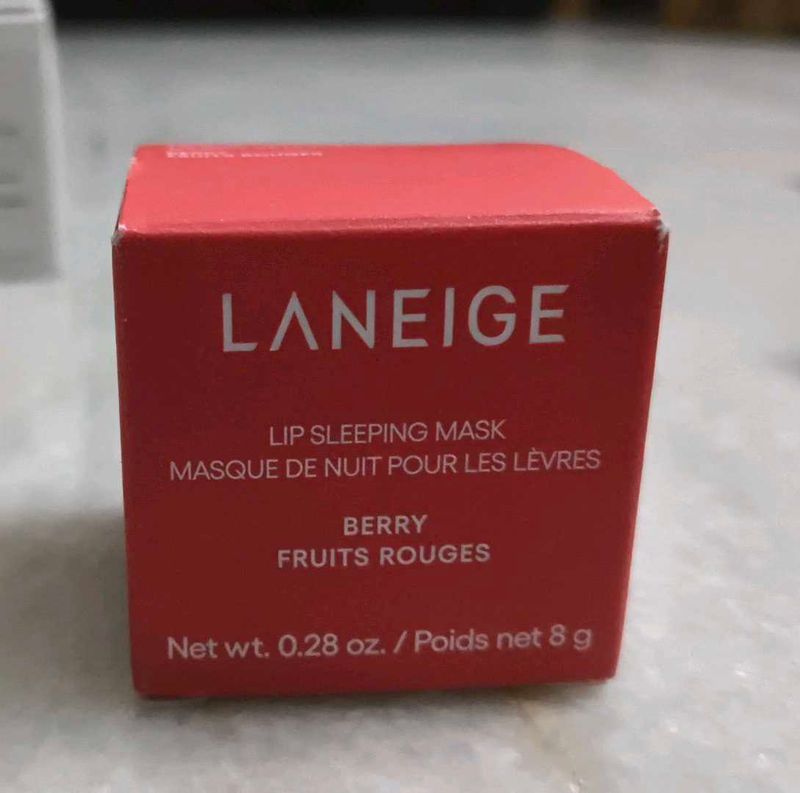 LANEIGE
LIP SLEEPING MASK
MASQUE DE NUIT POUR LES LÈVRES
BERRY
FRUITS ROUGES
Net wt. 0.28 oz. / Poids net 8 g